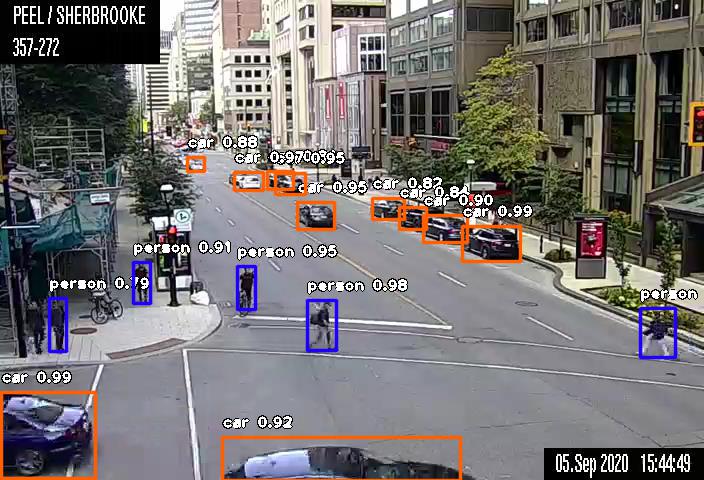 PEEL / SHERBROOKE
357-272
car 0.88
car 0.97
0.95
car 0.95
car 0.82
car 0.84
car 0.90
car 0.99
person 0.91
person 0.95
person 0.79
person 0.98
person
car 0.99
car 0.92
05.Sep 2020 15:44:49